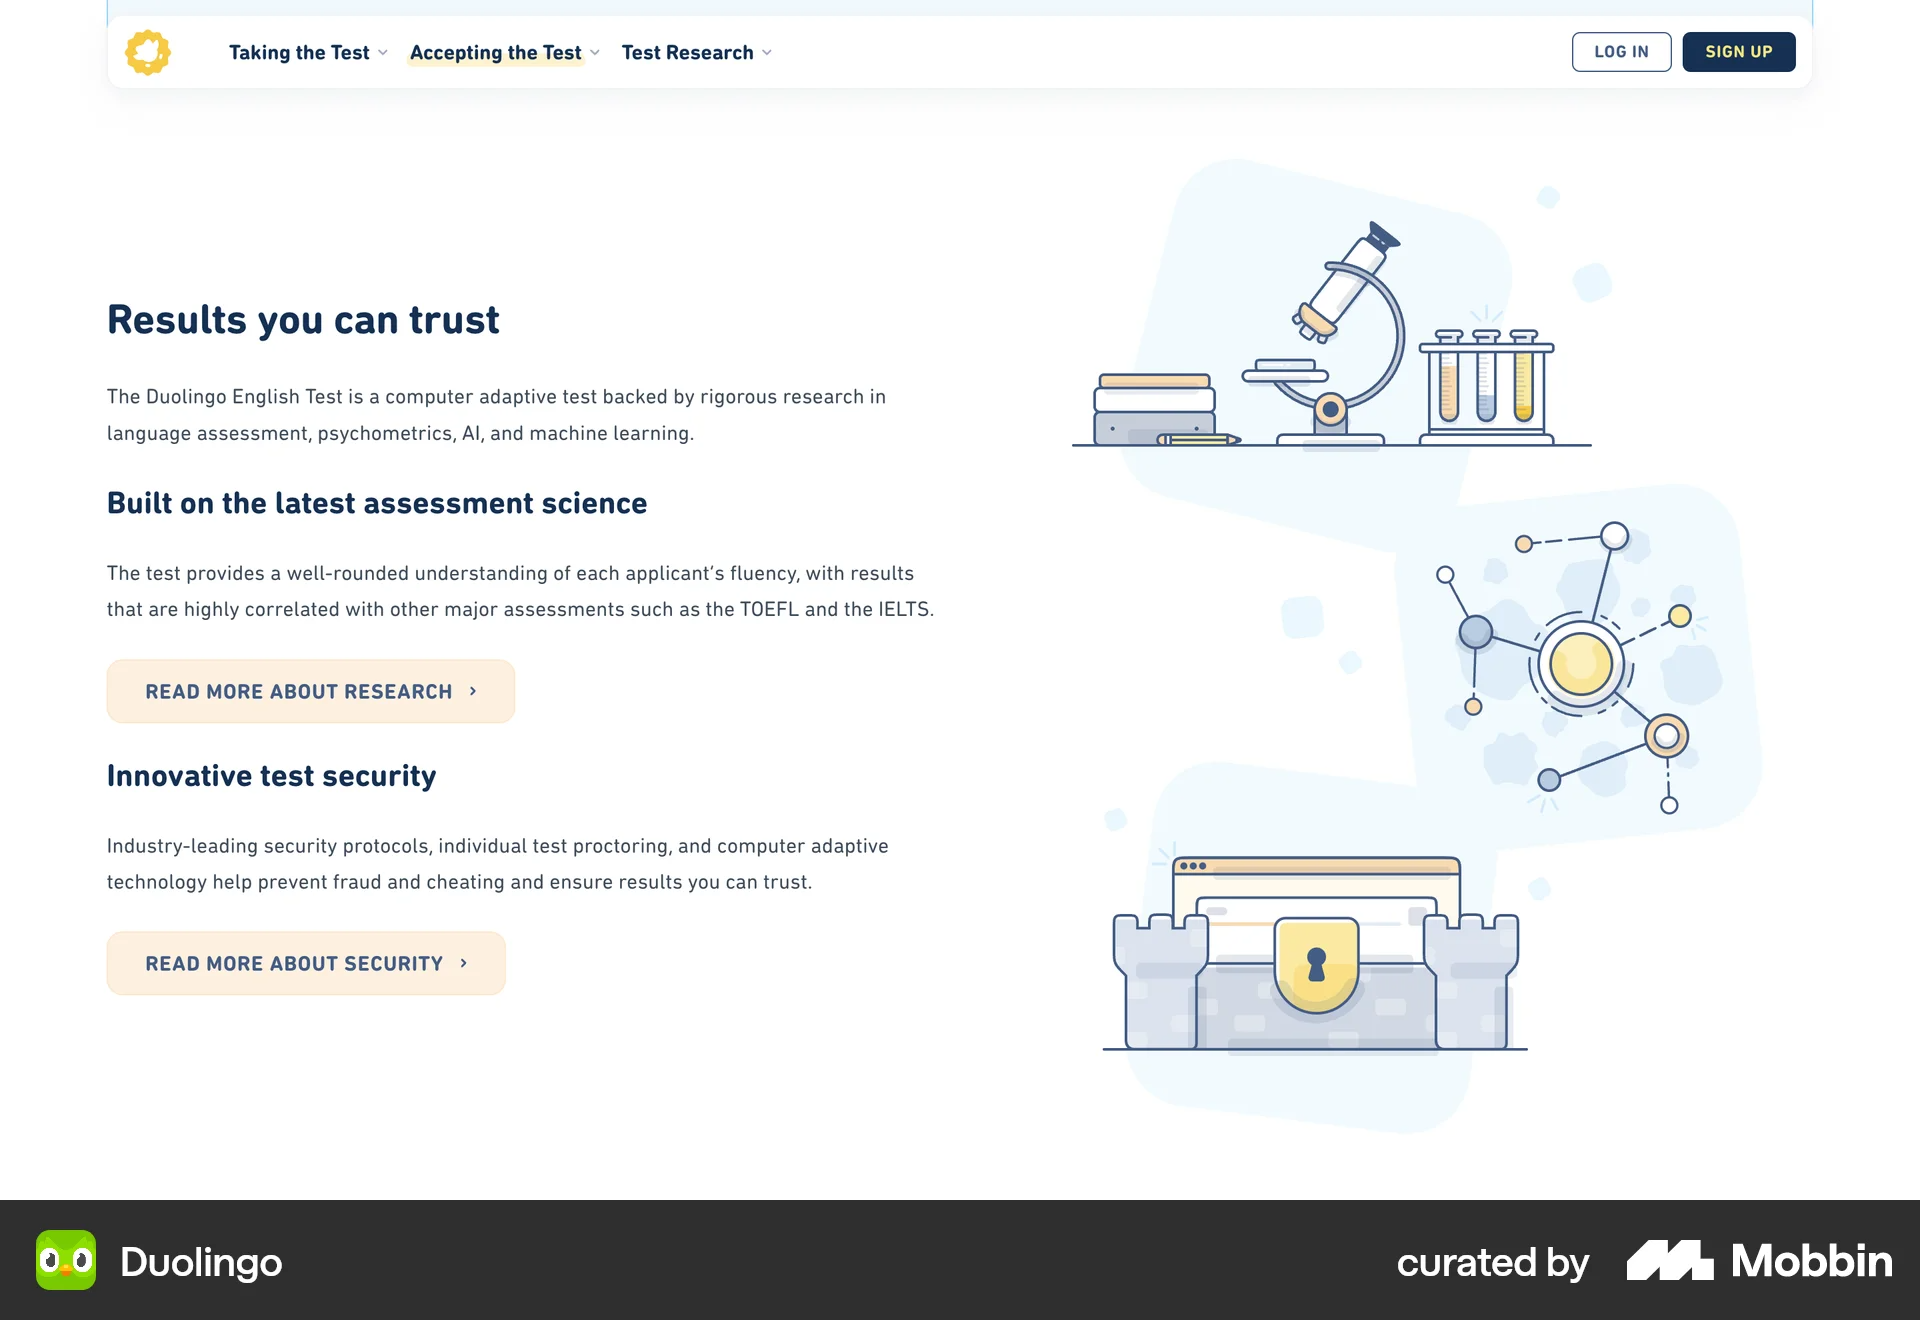 Taking the Test
Accepting the Test
Test Research
LOG IN
SIGN UP
Results you can trust
The Duolingo English Test is a computer adaptive test backed by rigorous research in
language assessment, psychometrics, AI, and machine learning.
Built on the latest assessment science
The test provides a well-rounded understanding of each applicant’s fluency, with results
that are highly correlated with other major assessments such as the TOEFL and the IELTS.
READ MORE ABOUT RESEARCH
Innovative test security
Industry-leading security protocols, individual test proctoring, and computer adaptive
technology help prevent fraud and cheating and ensure results you can trust.
READ MORE ABOUT SECURITY
Duolingo
curated by Mobbin